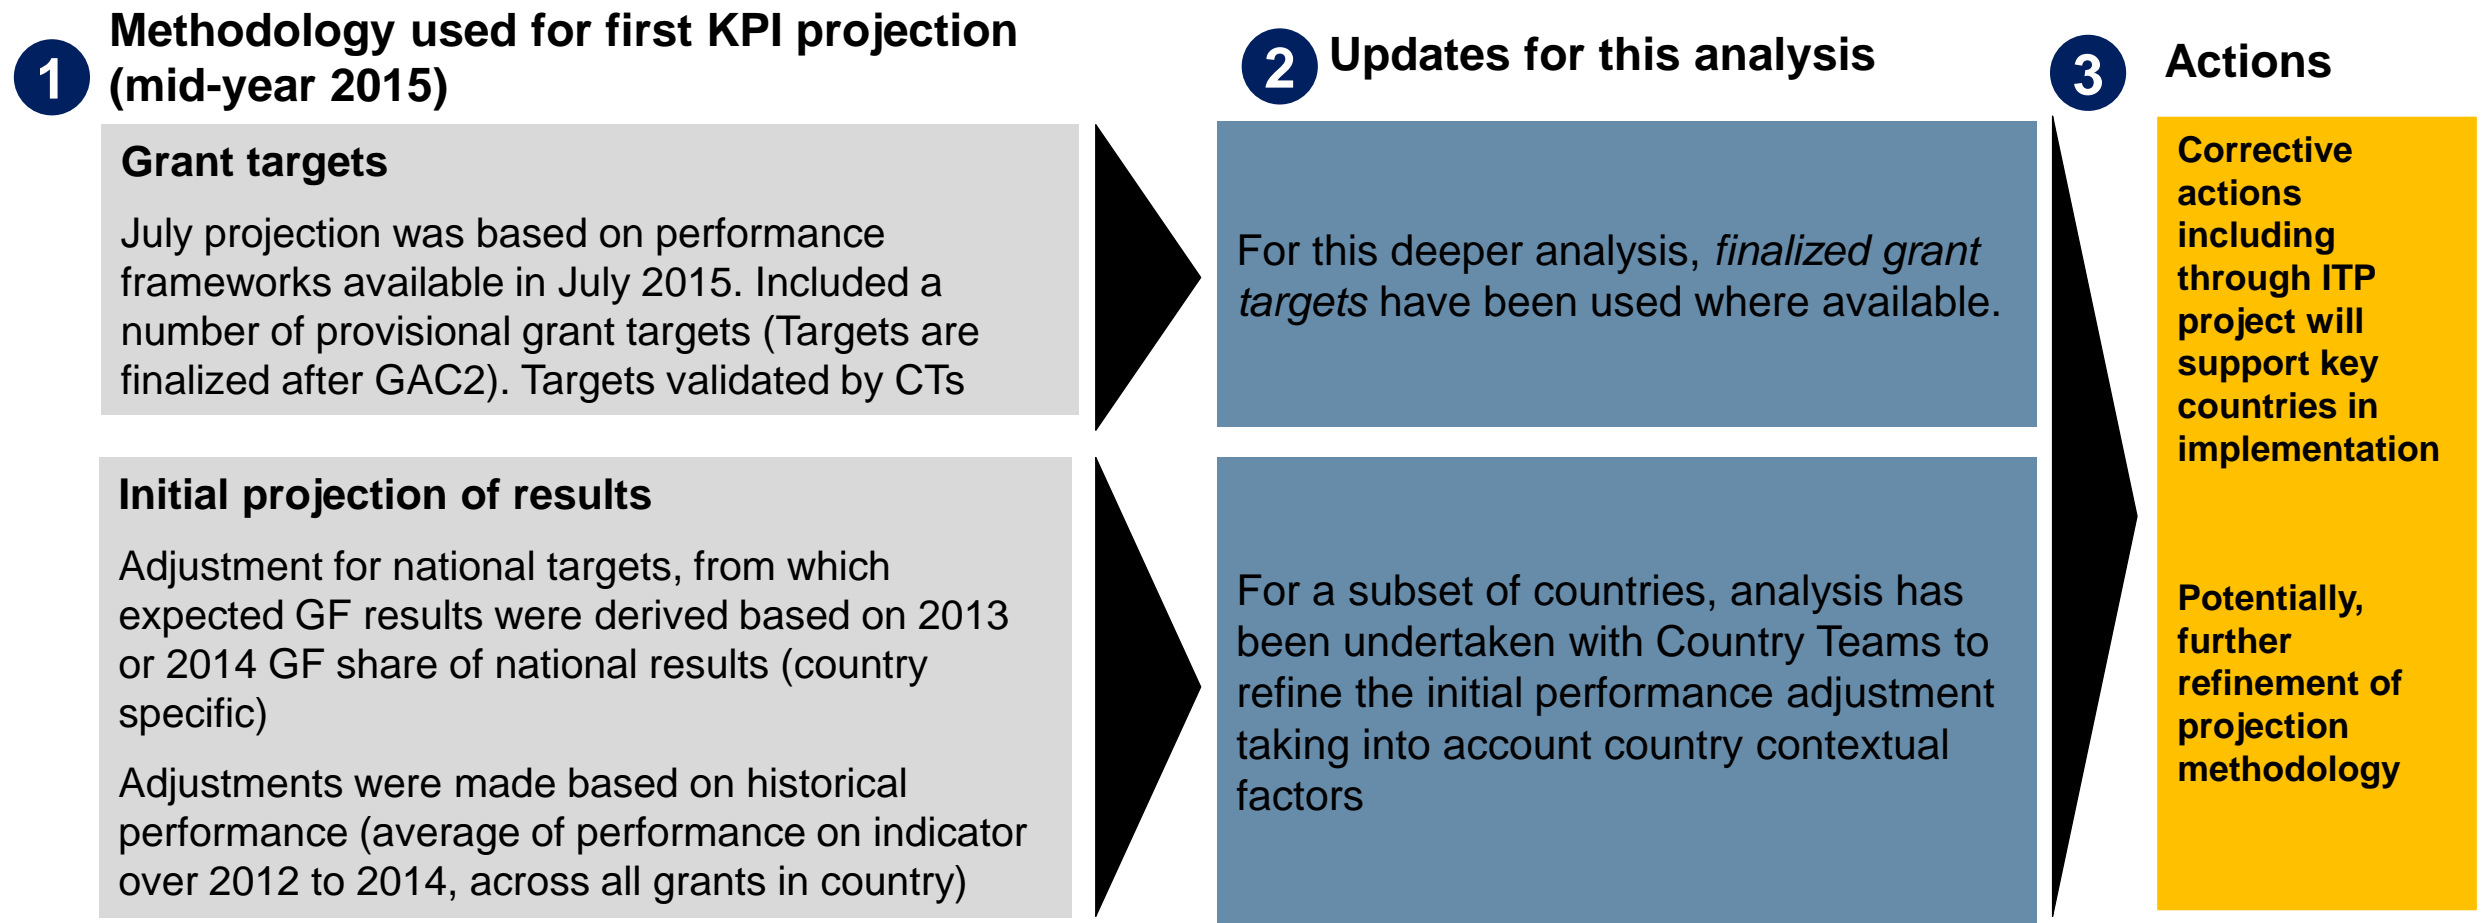 1
Methodology used for first KPI projection
(mid-year 2015)
Grant targets
July projection was based on performance
frameworks available in July 2015. Included a
number of provisional grant targets (Targets are
finalized after GAC2). Targets validated by CTs
Initial projection of results
Adjustment for national targets, from which
expected GF results were derived based on 2013
or 2014 GF share of national results (country
specific)
Adjustments were made based on historical
performance (average of performance on indicator
over 2012 to 2014, across all grants in country)
2
Updates for this analysis
For this deeper analysis, finalized grant
targets have been used where available.
For a subset of countries, analysis has
been undertaken with Country Teams to
refine the initial performance adjustment
taking into account country contextual
factors
3
Actions
Corrective
actions
including
through ITP
project will
support key
countries in
implementation
Potentially,
further
refinement of
projection
methodology